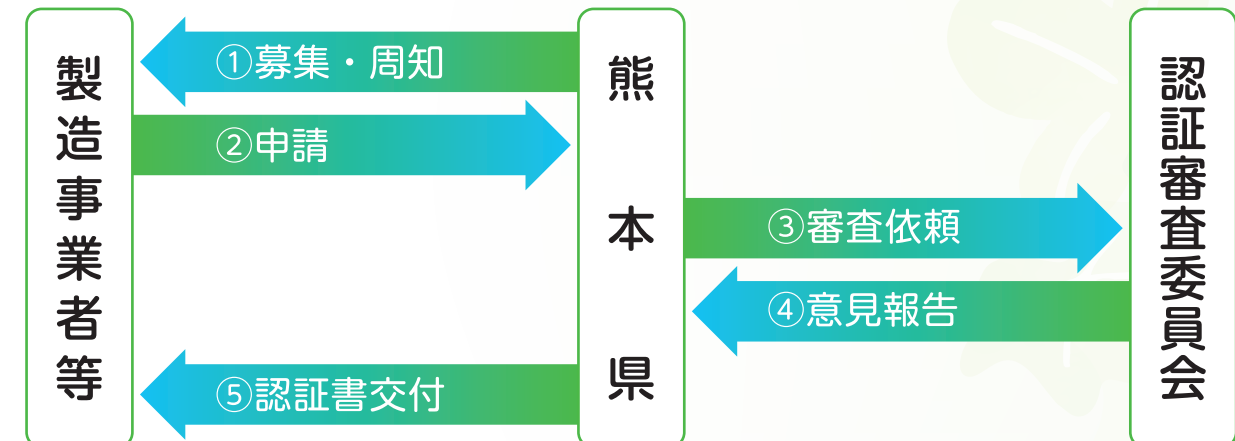 製造事業者等
①募集・周知
②申請
熊本県
③審査依頼
④意見報告
⑤認証書交付
認証審査委員会